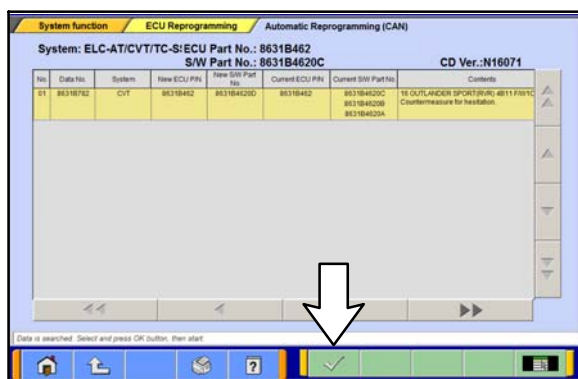 System function ECU Reprogramming Automatic Reprogramming (CAN)
System: ELC-AT/CVT/TC-S:ECU Part No.: 8631B462
S/W Part No.: 8631B4620C CD Ver.:N16071
No. Data No. System New ECU P/N New S/W Part No. Current ECU P/N Current S/W Part No. Contents
01 8631B782 CVT 8631B462 8631B4620D 8631B462 8631B4620C 16 OUTLANDER SPORT(RVR) 4B11 F/W1C
8631B4620B Countermeasure for hesitation.
8631B4620A
Data is searched. Select and press OK button, then start.
?